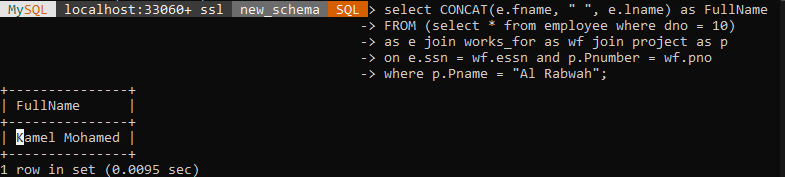 MySQL localhost:33060+ ssl new_schema SQL > select CONCAT(e.fname, " ", e.lname) as FullName
-> FROM (select * from employee where dno = 10)
-> as e join works_for as wf join project as p
-> on e.ssn = wf.essn and p.Pnumber = wf.pno
-> where p.Pname = "Al Rabwah";
+---------------+
| FullName      |
+---------------+
| Kamel Mohamed |
+---------------+
1 row in set (0.0095 sec)